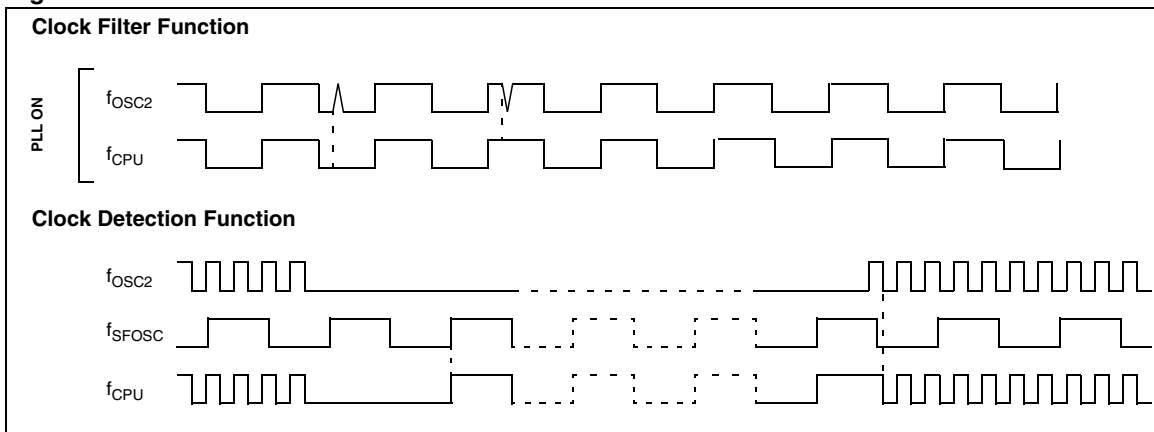 Clock Filter Function
PLL ON
fOSC2
fCPU
Clock Detection Function
fOSC2
fSFOSC
fCPU